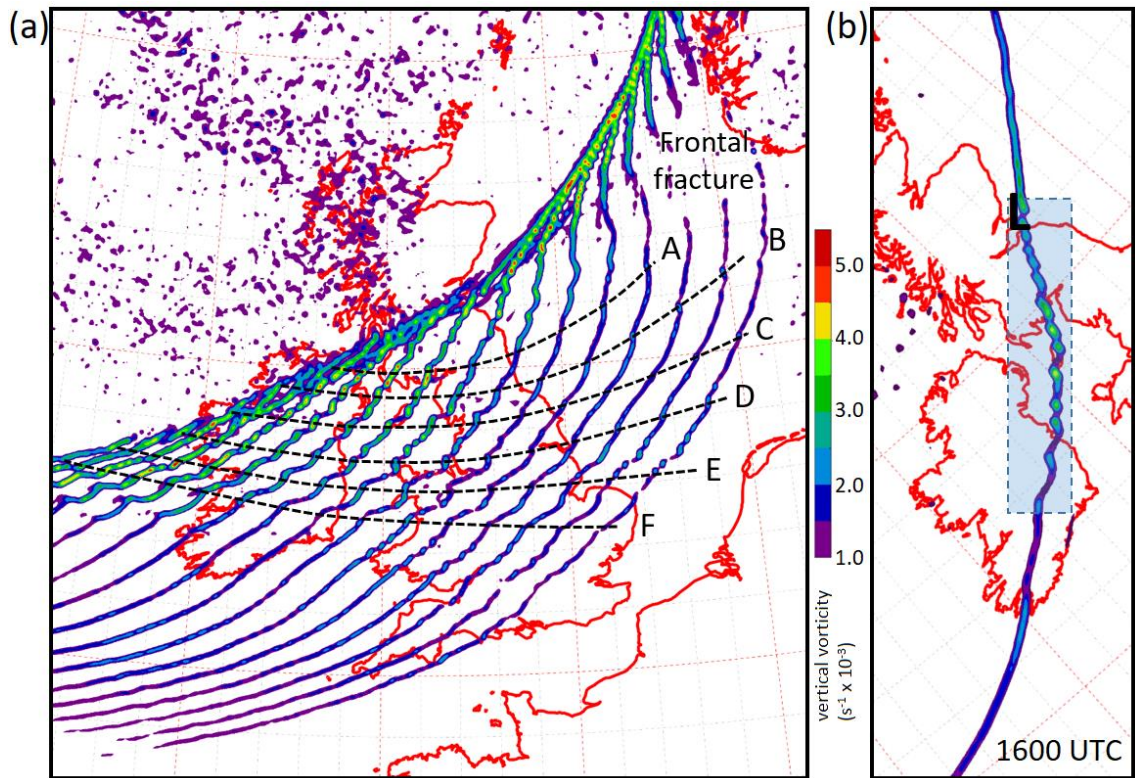 (a)
(b)
Frontal
fracture
A
B
C
D
E
F
5.0
4.0
3.0
2.0
1.0
vertical vorticity
(s⁻¹ x 10⁻³)
L
1600 UTC